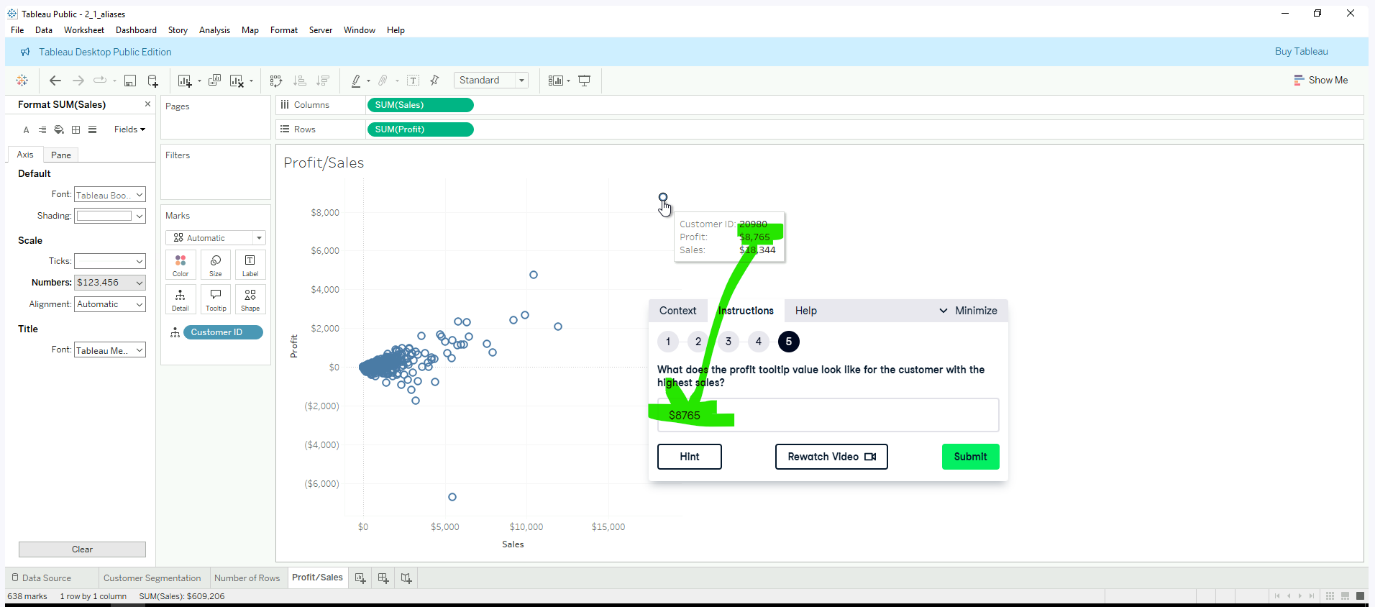 Tableau Public - 2_1_aliases
File Data Worksheet Dashboard Story Analysis Map Format Server Window Help
Tableau Desktop Public Edition Buy Tableau
Standard Show Me
Format SUM(Sales) ×
Fields
Axis Pane
Default
Font: Tableau Boo..
Shading:
Scale
Ticks:
Numbers: $123.456
Alignment: Automatic
Title
Font: Tableau Me..
Clear
Pages
Filters
Marks
Automatic
Color Size Label
Detail Tooltip Shape
Customer ID
Columns SUM(Sales)
Rows SUM(Profit)
Profit/Sales
Profit
$8,000
$6,000
$4,000
$2,000
$0
($2,000)
($4,000)
($6,000)
$0 $5,000 $10,000 $15,000
Sales
Customer ID: 20980
Profit: $8,765
Sales: $18,344
Context Instructions Help Minimize
1 2 3 4 5
What does the profit tooltip value look like for the customer with the
highest sales?
$8765
Hint Rewatch Video Submit
Data Source Customer Segmentation Number of Rows Profit/Sales
638 marks 1 row by 1 column SUM(Sales): $609,206